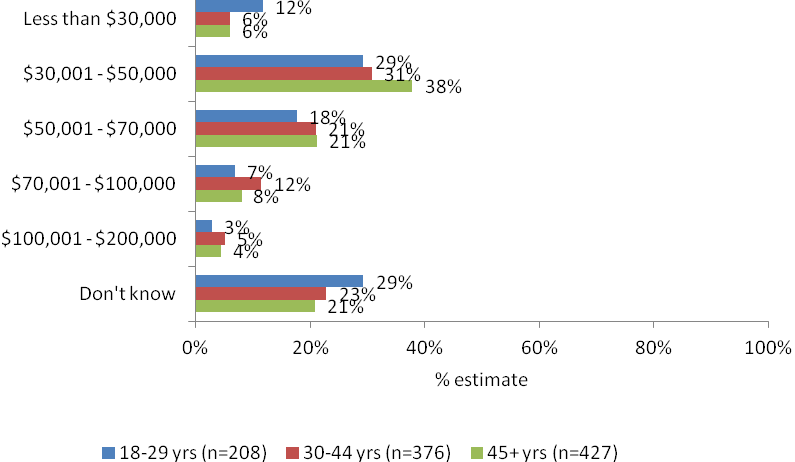 Less than $30,000
12%
6%
6%
$30,001 - $50,000
29%
31%
38%
$50,001 - $70,000
18%
21%
21%
$70,001 - $100,000
7%
12%
8%
$100,001 - $200,000
3%
5%
4%
Don't know
29%
23%
21%
0% 20% 40% 60% 80% 100%
% estimate
18-29 yrs (n=208) 30-44 yrs (n=376) 45+ yrs (n=427)